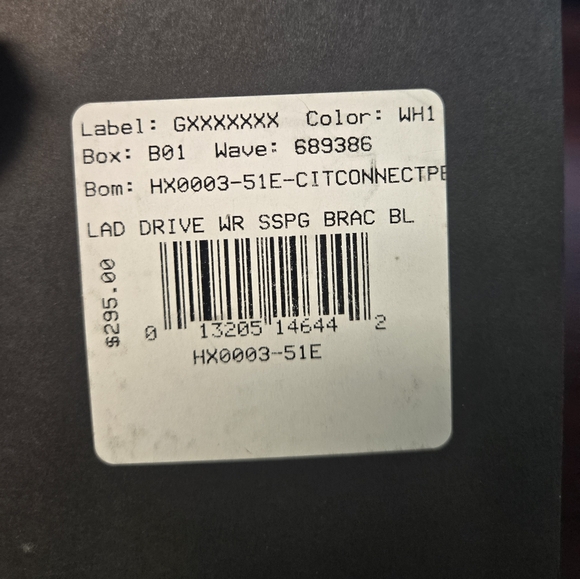 Label: GXXXXXXX Color: WH1
Box: B01 Wave: 689386
Bom: HX0003-51E-CITCONNECTPE
LAD DRIVE WR SSPG BRAC BL
$295.00
0 13205 14644 2
HX0003-51E